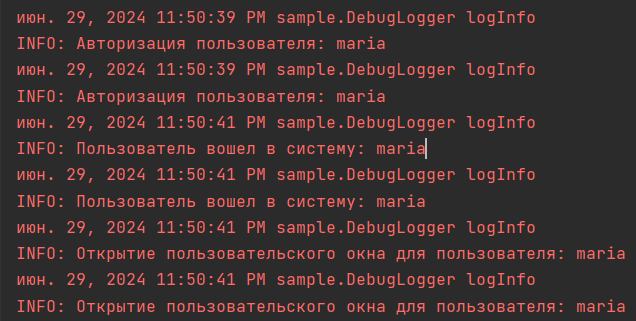 июн. 29, 2024 11:50:39 PM sample.DebugLogger logInfo
INFO: Авторизация пользователя: maria
июн. 29, 2024 11:50:39 PM sample.DebugLogger logInfo
INFO: Авторизация пользователя: maria
июн. 29, 2024 11:50:41 PM sample.DebugLogger logInfo
INFO: Пользователь вошел в систему: maria
июн. 29, 2024 11:50:41 PM sample.DebugLogger logInfo
INFO: Пользователь вошел в систему: maria
июн. 29, 2024 11:50:41 PM sample.DebugLogger logInfo
INFO: Открытие пользовательского окна для пользователя: maria
июн. 29, 2024 11:50:41 PM sample.DebugLogger logInfo
INFO: Открытие пользовательского окна для пользователя: maria